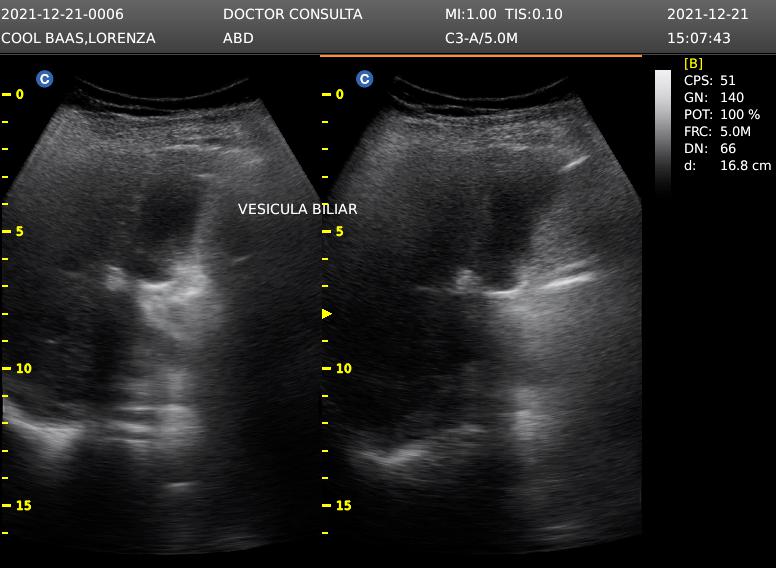 2021-12-21-0006 DOCTOR CONSULTA MI:1.00 TIS:0.10 2021-12-21
COOL BAAS,LORENZA ABD C3-A/5.0M 15:07:43
C C
[B]
CPS: 51
GN: 140
POT: 100 %
FRC: 5.0M
DN: 66
d: 16.8 cm
0 0
VESICULA BILIAR
5 5
10 10
15 15